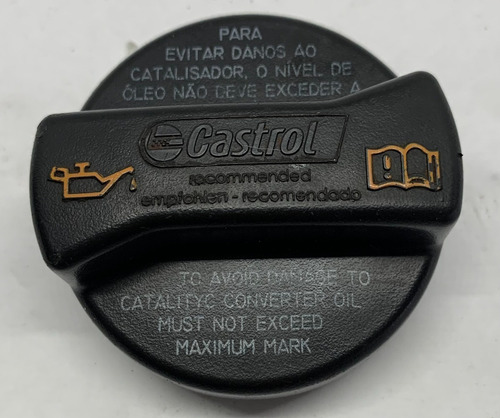 PARA
EVITAR DANOS AO
CATALISADOR, O NÍVEL DE
ÓLEO NÃO DEVE EXCEDER A
Castrol
recommended
empfohlen - recomendado
TO AVOID DAMAGE TO
CATALITYC CONVERTER OIL
MUST NOT EXCEED
MAXIMUM MARK